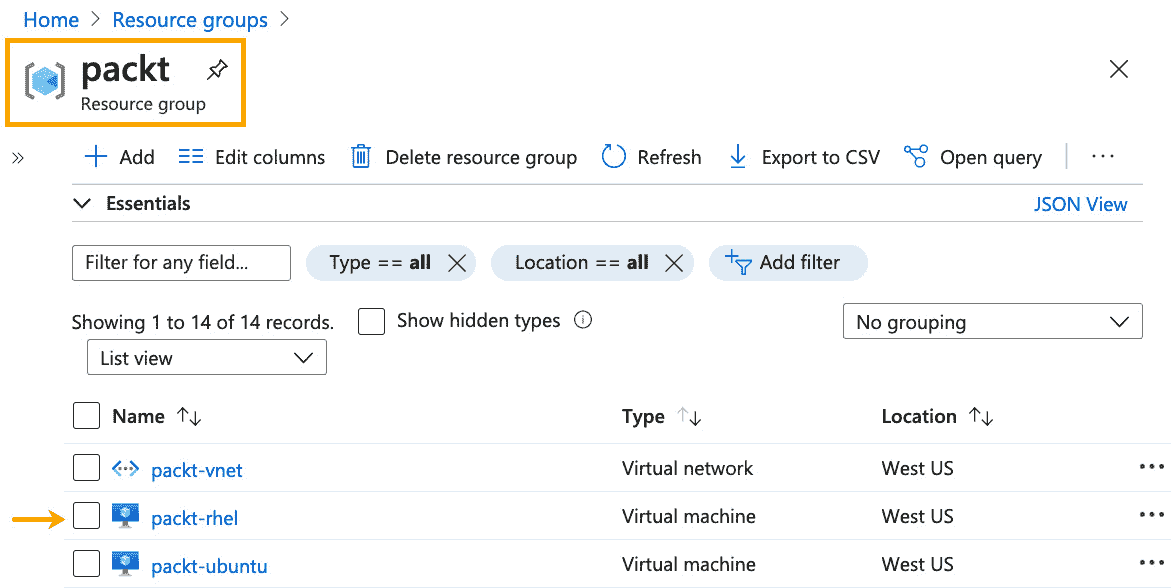 Home > Resource groups >
packt
Resource group
» + Add Edit columns Delete resource group Refresh Export to CSV Open query ...
Essentials JSON View
Filter for any field... Type == all Location == all Add filter
Showing 1 to 14 of 14 records. Show hidden types No grouping
List view
Name Type Location
packt-vnet Virtual network West US ...
packt-rhel Virtual machine West US ...
packt-ubuntu Virtual machine West US ...